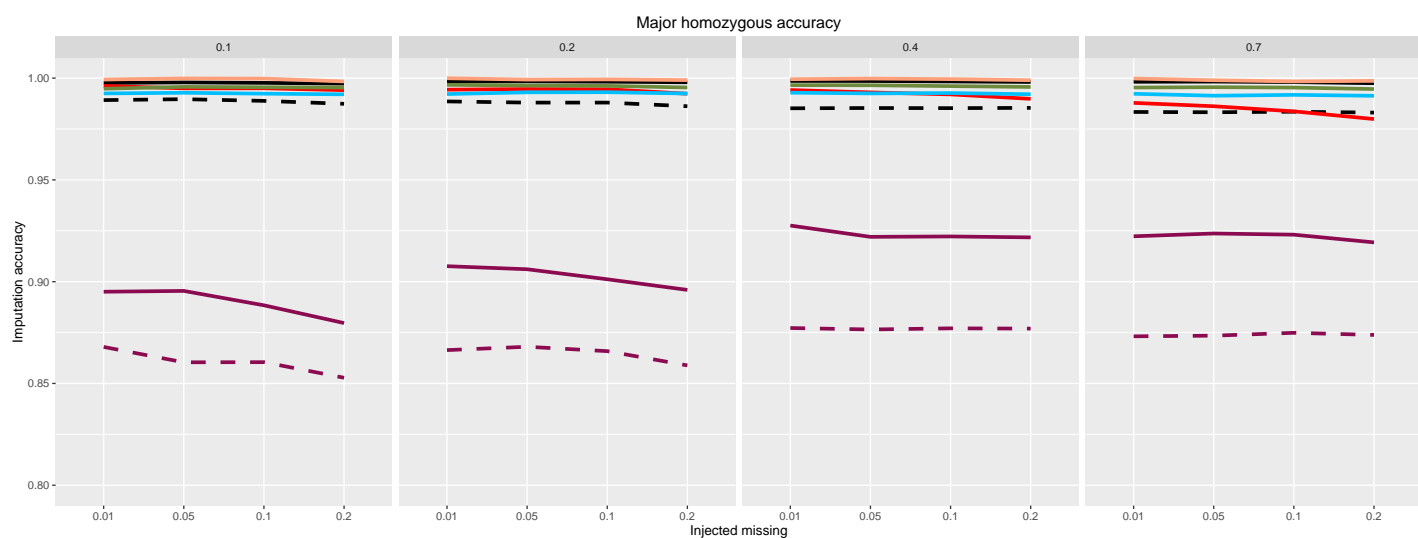 Major homozygous accuracy
0.1 0.2 0.4 0.7
1.00
0.95
0.90
0.85
0.80
Imputation accuracy
0.01 0.05 0.1 0.2 0.01 0.05 0.1 0.2 0.01 0.05 0.1 0.2 0.01 0.05 0.1 0.2
Injected missing